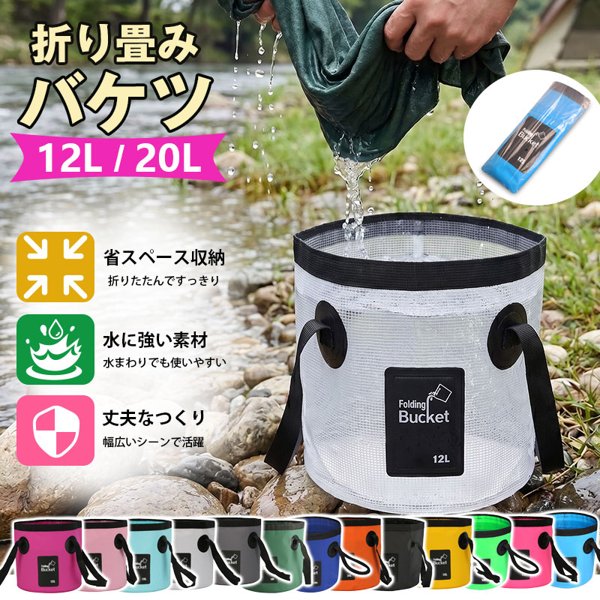 折り畳み
バケツ
12L / 20L
Folding
Bucket
12L
省スペース収納
折りたたんですっきり
水に強い素材
水まわりでも使いやすい
丈夫なつくり
幅広いシーンで活躍
Folding
Bucket
12L